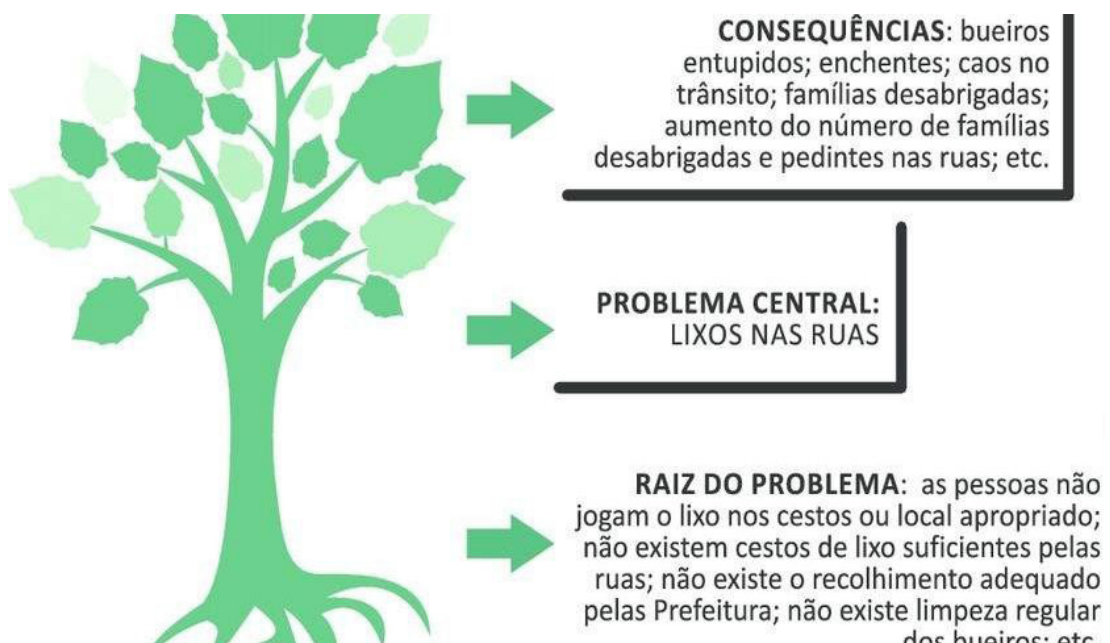 CONSEQUÊNCIAS: bueiros
entupidos; enchentes; caos no
trânsito; famílias desabrigadas;
aumento do número de famílias
desabrigadas e pedintes nas ruas; etc.
PROBLEMA CENTRAL:
LIXOS NAS RUAS
RAIZ DO PROBLEMA: as pessoas não
jogam o lixo nos cestos ou local apropriado;
não existem cestos de lixo suficientes pelas
ruas; não existe o recolhimento adequado
pelas Prefeitura; não existe limpeza regular
dos bueiros; etc.